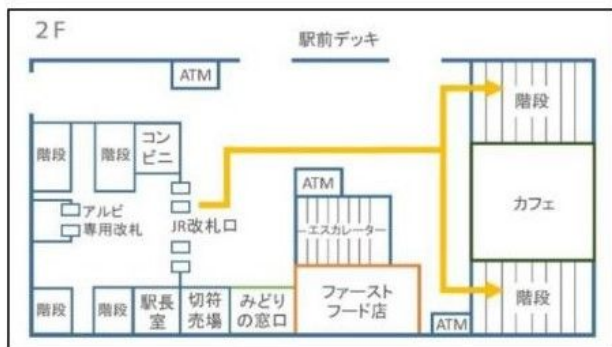 2F
駅前デッキ
ATM
階段
階段
階段
コン
ビニ
ATM
カフェ
アルビ
専用改札
JR改札口
エスカレーター
階段
階段
階段
駅長
室
切符
売場
みどり
の窓口
ファースト
フード店
ATM